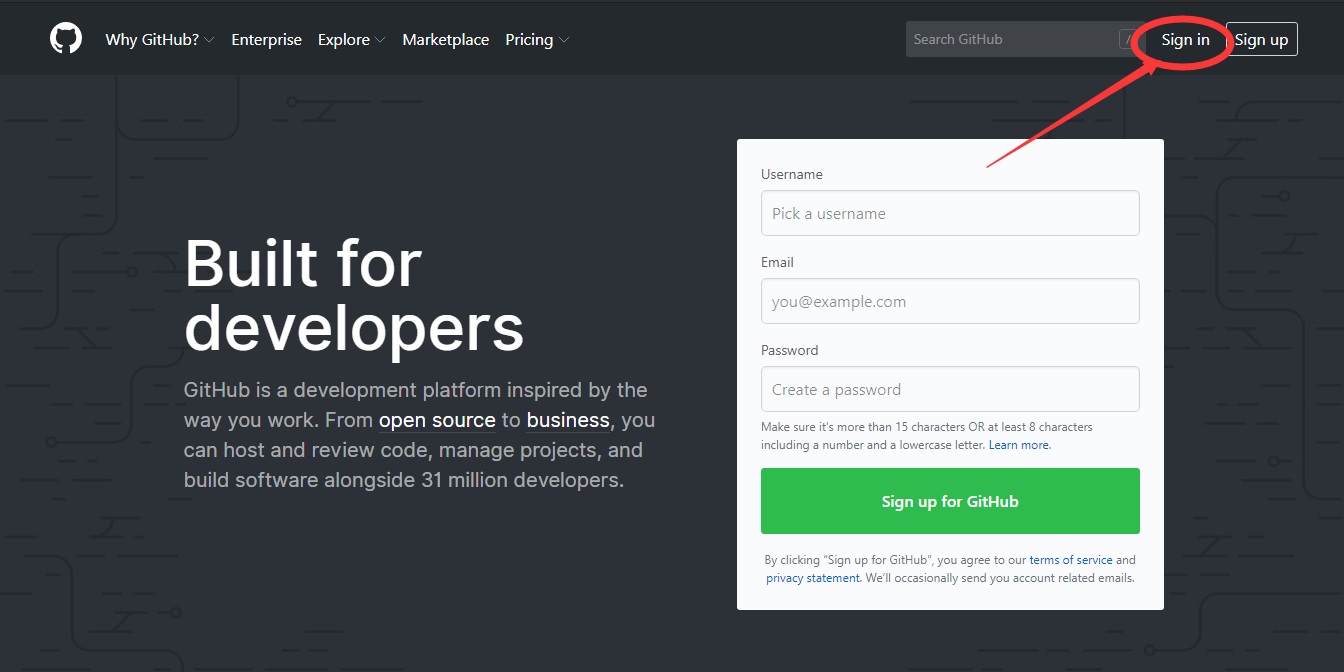 Why GitHub? Enterprise Explore Marketplace Pricing Search GitHub / Sign in Sign up
Built for
developers
GitHub is a development platform inspired by the
way you work. From open source to business, you
can host and review code, manage projects, and
build software alongside 31 million developers.
Username
Pick a username
Email
you@example.com
Password
Create a password
Make sure it's more than 15 characters OR at least 8 characters
including a number and a lowercase letter. Learn more.
Sign up for GitHub
By clicking “Sign up for GitHub”, you agree to our terms of service and
privacy statement. We’ll occasionally send you account related emails.